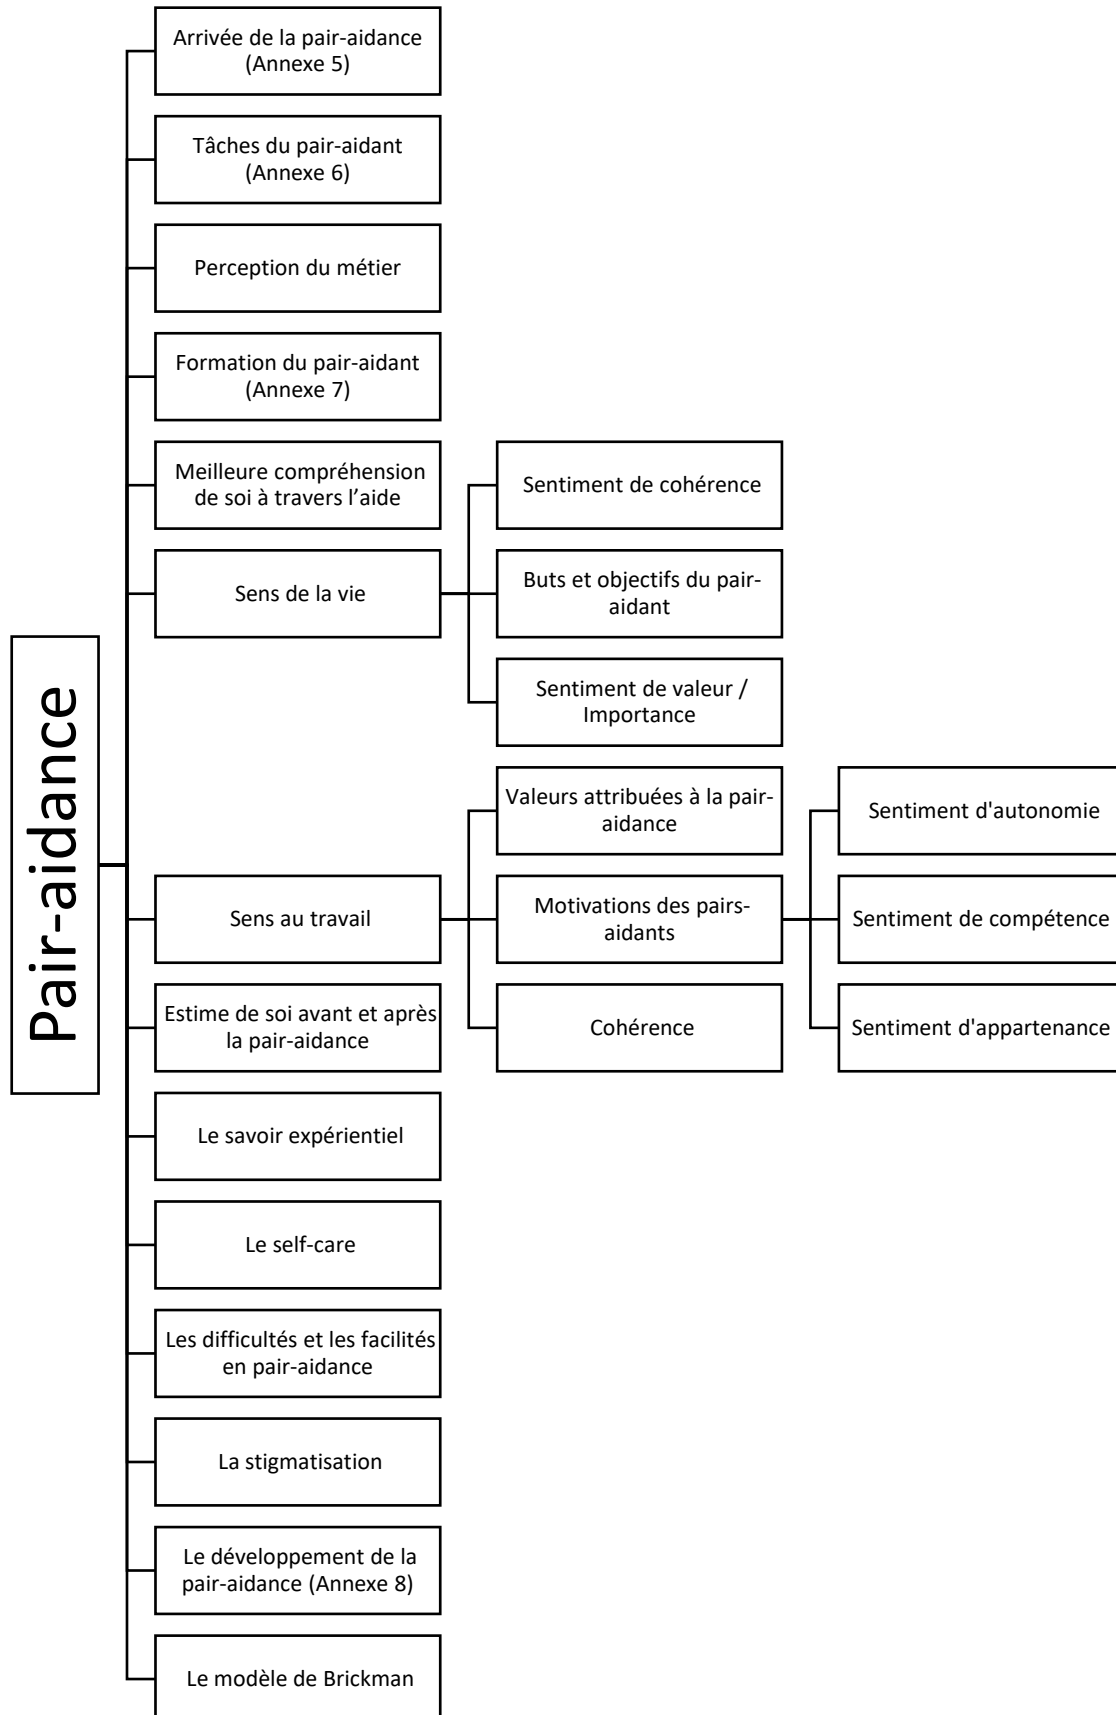 Pair-aidance
Arrivée de la pair-aidance
(Annexe 5)
Tâches du pair-aidant
(Annexe 6)
Perception du métier
Formation du pair-aidant
(Annexe 7)
Meilleure compréhension
de soi à travers l’aide
Sens de la vie
Sentiment de cohérence
Buts et objectifs du pair-
aidant
Sentiment de valeur /
Importance
Sens au travail
Valeurs attribuées à la pair-
aidance
Motivations des pairs-
aidants
Sentiment d'autonomie
Sentiment de compétence
Sentiment d'appartenance
Cohérence
Estime de soi avant et après
la pair-aidance
Le savoir expérientiel
Le self-care
Les difficultés et les facilités
en pair-aidance
La stigmatisation
Le développement de la
pair-aidance (Annexe 8)
Le modèle de Brickman